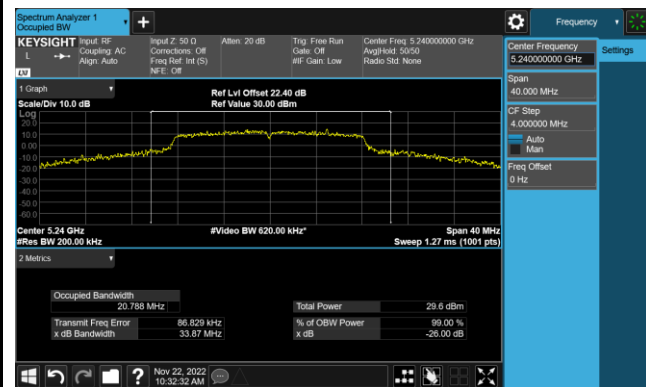 Spectrum Analyzer 1
Occupied BW
Frequency
KEYSIGHT
L
LXI
Input: RF
Coupling: AC
Align: Auto
Input Z: 50 Ω
Corrections: Off
Freq Ref: Int (S)
NFE: Off
Atten: 20 dB
Trig: Free Run
Gate: Off
#IF Gain: Low
Center Freq: 5.240000000 GHz
Avg|Hold: 50/50
Radio Std: None
Center Frequency
5.240000000 GHz
Settings
Span
40.000 MHz
CF Step
4.000000 MHz
Auto
Man
Freq Offset
0 Hz
1 Graph
Scale/Div 10.0 dB
Ref Lvl Offset 22.40 dB
Ref Value 30.00 dBm
Log
20.0
10.0
0.00
-10.0
-20.0
-30.0
-40.0
-50.0
-60.0
Center 5.24 GHz
#Res BW 200.00 kHz
#Video BW 620.00 kHz*
Span 40 MHz
Sweep 1.27 ms (1001 pts)
2 Metrics
Occupied Bandwidth
20.788 MHz
Total Power 29.6 dBm
Transmit Freq Error 86.829 kHz
% of OBW Power 99.00 %
x dB Bandwidth 33.87 MHz
x dB -26.00 dB
?
Nov 22, 2022
10:32:32 AM